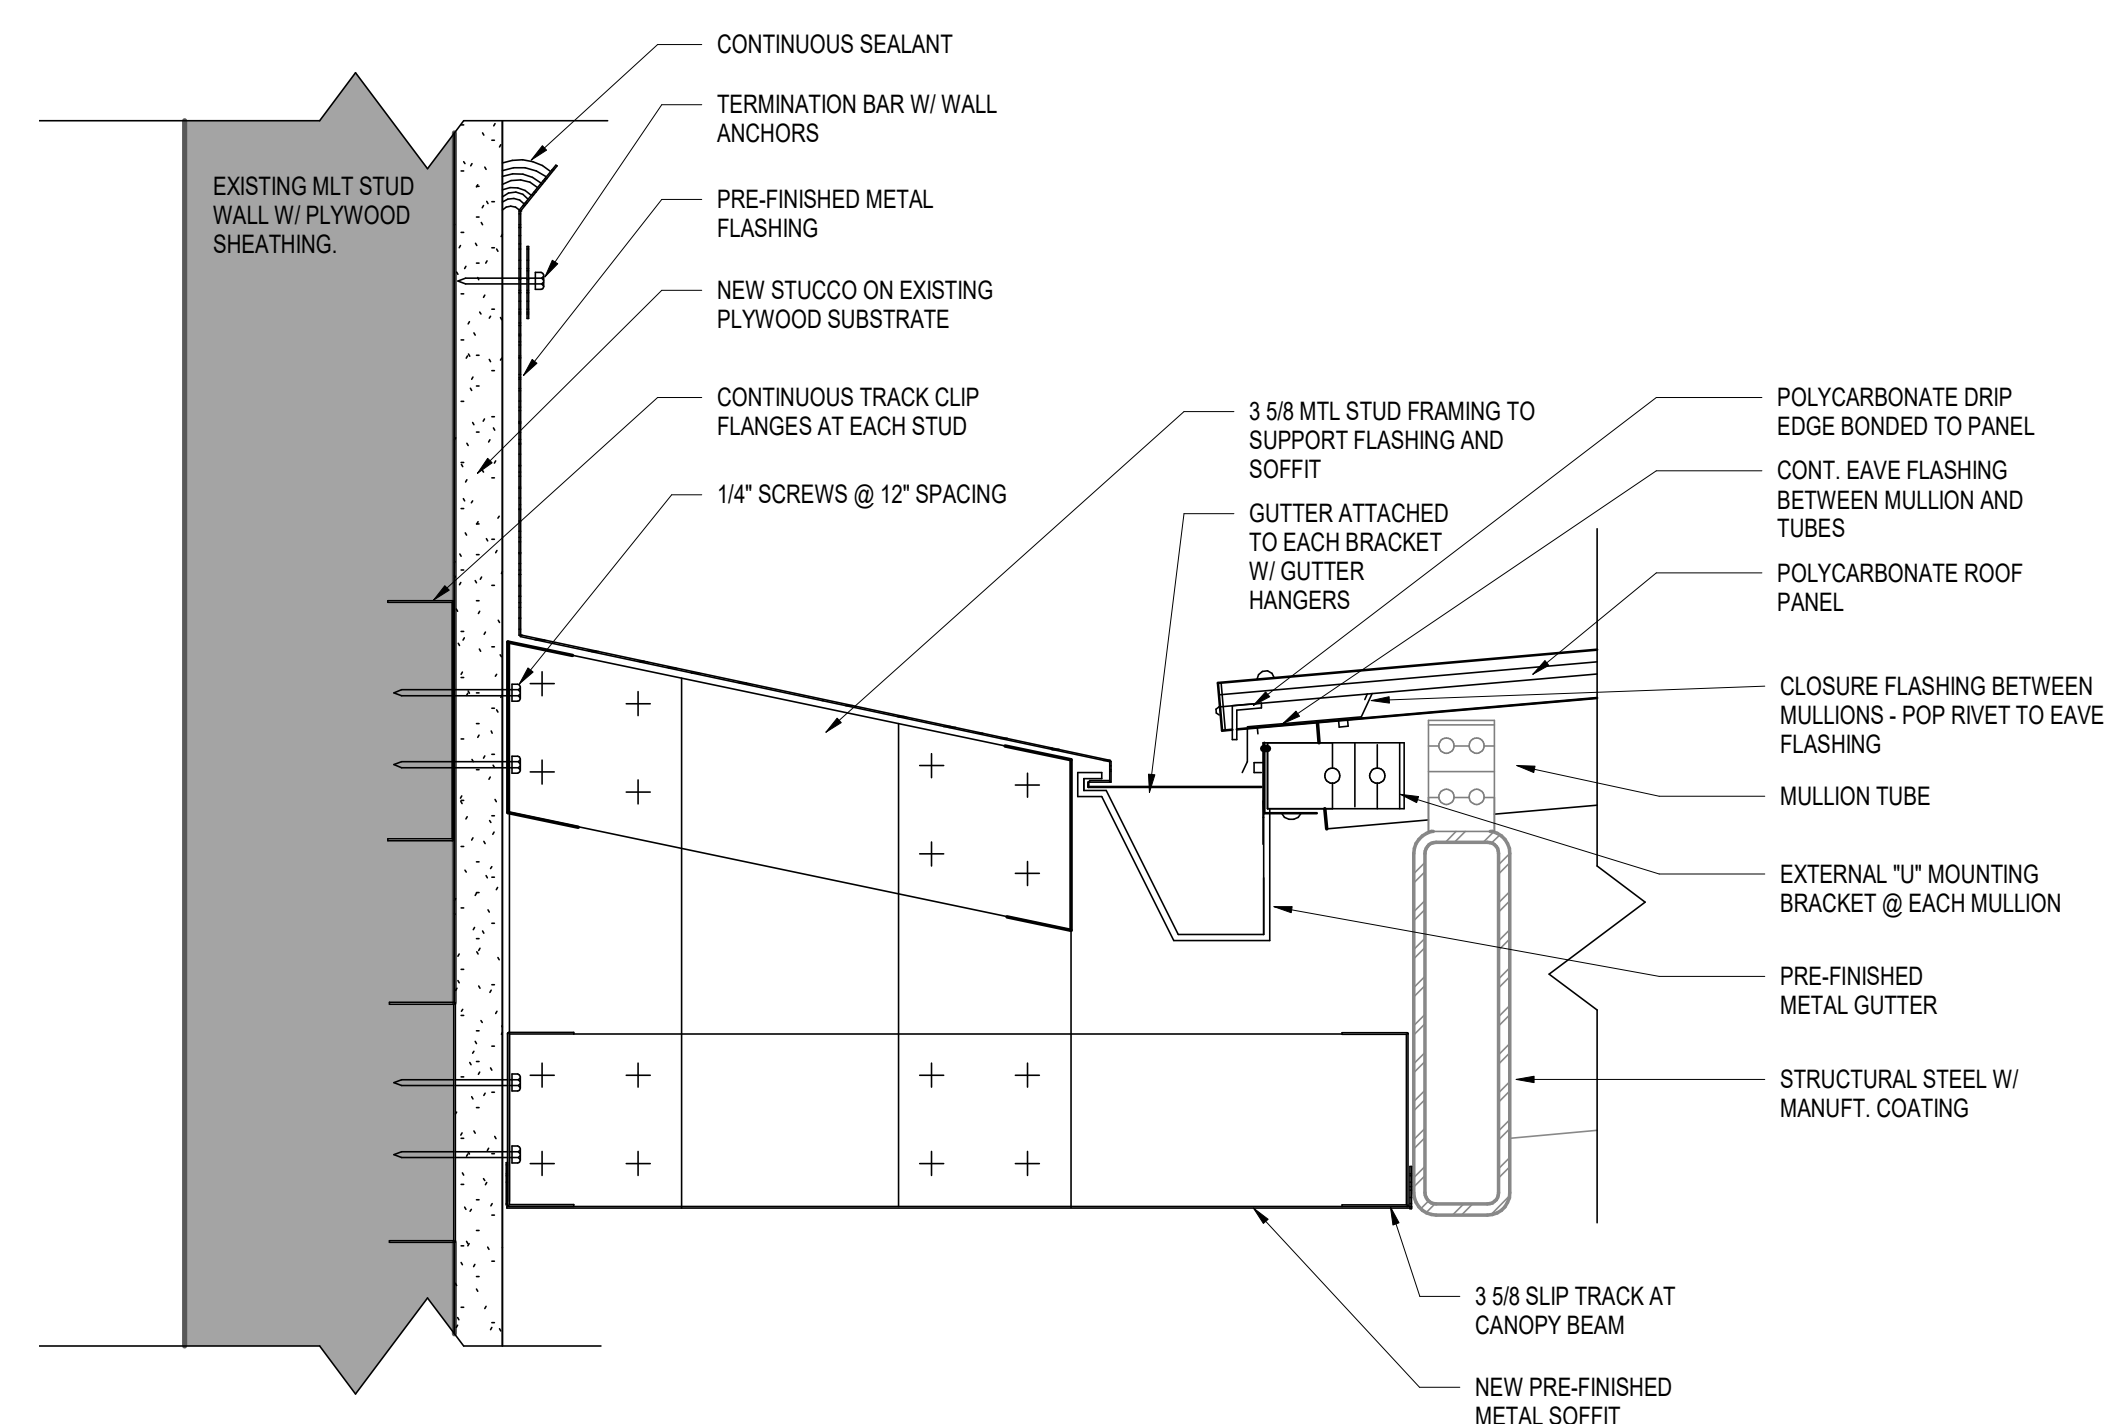 CONTINUOUS SEALANT
TERMINATION BAR W/ WALL
ANCHORS
EXISTING MLT STUD
WALL W/ PLYWOOD
SHEATHING.
PRE-FINISHED METAL
FLASHING
NEW STUCCO ON EXISTING
PLYWOOD SUBSTRATE
CONTINUOUS TRACK CLIP
FLANGES AT EACH STUD
1/4" SCREWS @ 12" SPACING
3 5/8 MTL STUD FRAMING TO
SUPPORT FLASHING AND
SOFFIT
GUTTER ATTACHED
TO EACH BRACKET
W/ GUTTER
HANGERS
POLYCARBONATE DRIP
EDGE BONDED TO PANEL
CONT. EAVE FLASHING
BETWEEN MULLION AND
TUBES
POLYCARBONATE ROOF
PANEL
CLOSURE FLASHING BETWEEN
MULLIONS - POP RIVET TO EAVE
FLASHING
MULLION TUBE
EXTERNAL "U" MOUNTING
BRACKET @ EACH MULLION
PRE-FINISHED
METAL GUTTER
STRUCTURAL STEEL W/
MANUFT. COATING
3 5/8 SLIP TRACK AT
CANOPY BEAM
NEW PRE-FINISHED
METAL SOFFIT